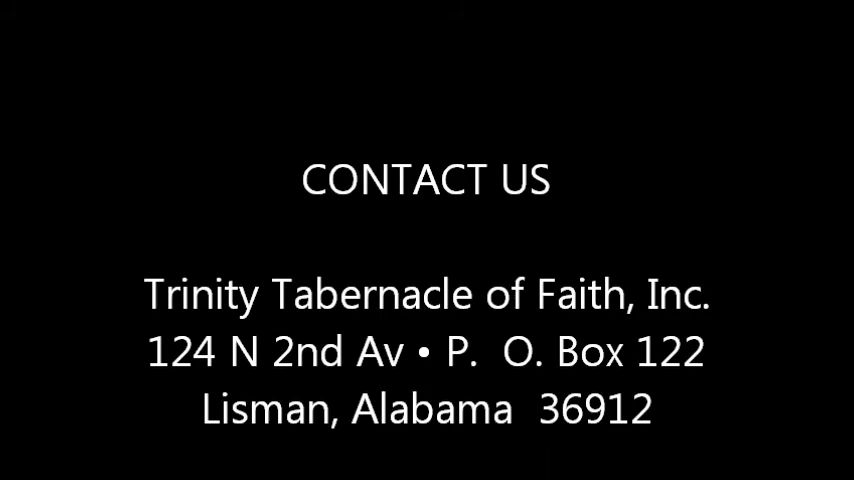 CONTACT US
Trinity Tabernacle of Faith, Inc.
124 N 2nd Av • P.  O. Box 122
Lisman, Alabama  36912